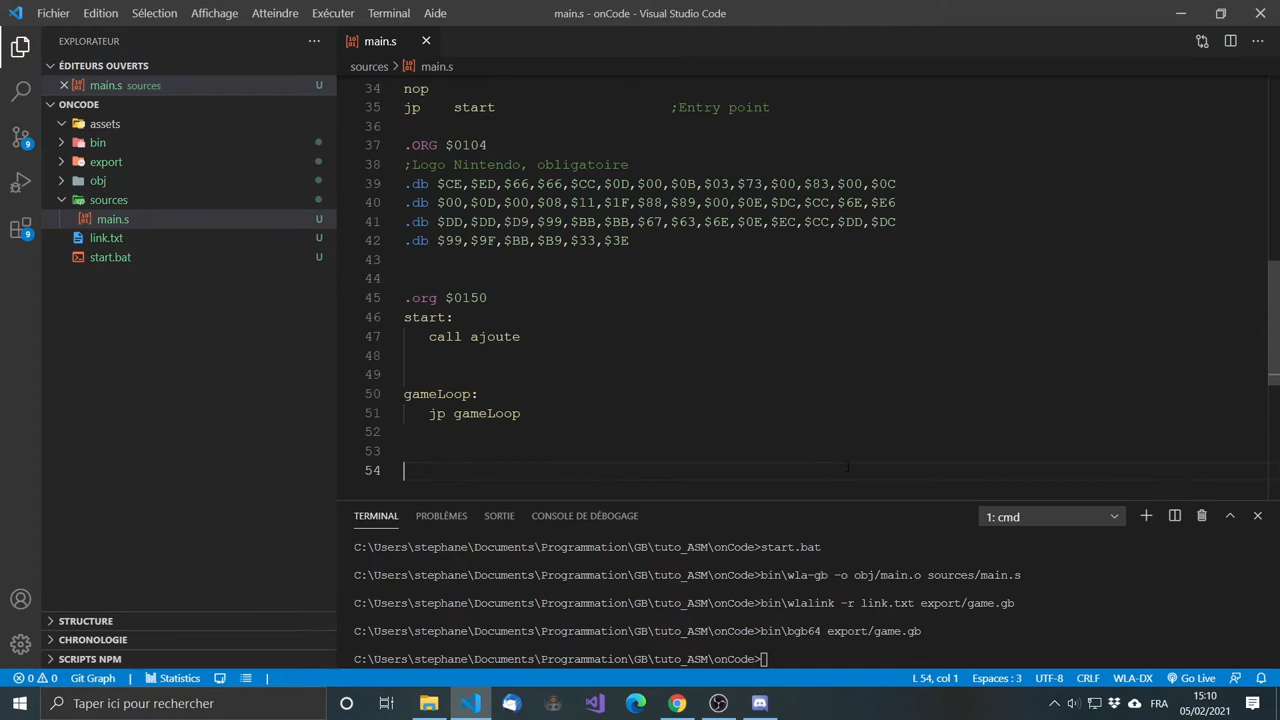 Fichier Édition Sélection Affichage Atteindre Exécuter Terminal Aide
main.s - onCode - Visual Studio Code
EXPLORATEUR
ÉDITEURS OUVERTS
main.s sources U
ONCODE
assets
bin
export
obj
sources
main.s U
link.txt U
start.bat U
STRUCTURE
CHRONOLOGIE
SCRIPTS NPM
9
9
main.s
sources > main.s
34 nop
35 jp start ;Entry point
36
37 .ORG $0104
38 ;Logo Nintendo, obligatoire
39 .db $CE,$ED,$66,$66,$CC,$0D,$00,$0B,$03,$73,$00,$83,$00,$0C
40 .db $00,$0D,$00,$08,$11,$1F,$88,$89,$00,$0E,$DC,$CC,$6E,$E6
41 .db $DD,$DD,$D9,$99,$BB,$BB,$67,$63,$6E,$0E,$EC,$CC,$DD,$DC
42 .db $99,$9F,$BB,$B9,$33,$3E
43
44
45 .org $0150
46 start:
47 call ajoute
48
49
50 gameLoop:
51 jp gameLoop
52
53
54
TERMINAL PROBLÈMES SORTIE CONSOLE DE DÉBOGAGE 1: cmd
C:\Users\stephane\Documents\Programmation\GB\tuto_ASM\onCode>start.bat
C:\Users\stephane\Documents\Programmation\GB\tuto_ASM\onCode>bin\wla-gb -o obj/main.o sources/main.s
C:\Users\stephane\Documents\Programmation\GB\tuto_ASM\onCode>bin\wlalink -r link.txt export/game.gb
C:\Users\stephane\Documents\Programmation\GB\tuto_ASM\onCode>bin\bgb64 export/game.gb
C:\Users\stephane\Documents\Programmation\GB\tuto_ASM\onCode>
0 0 Git Graph Statistics L 54, col 1 Espaces : 3 UTF-8 CRLF WLA-DX Go Live
Taper ici pour rechercher
FRA
15:10
05/02/2021